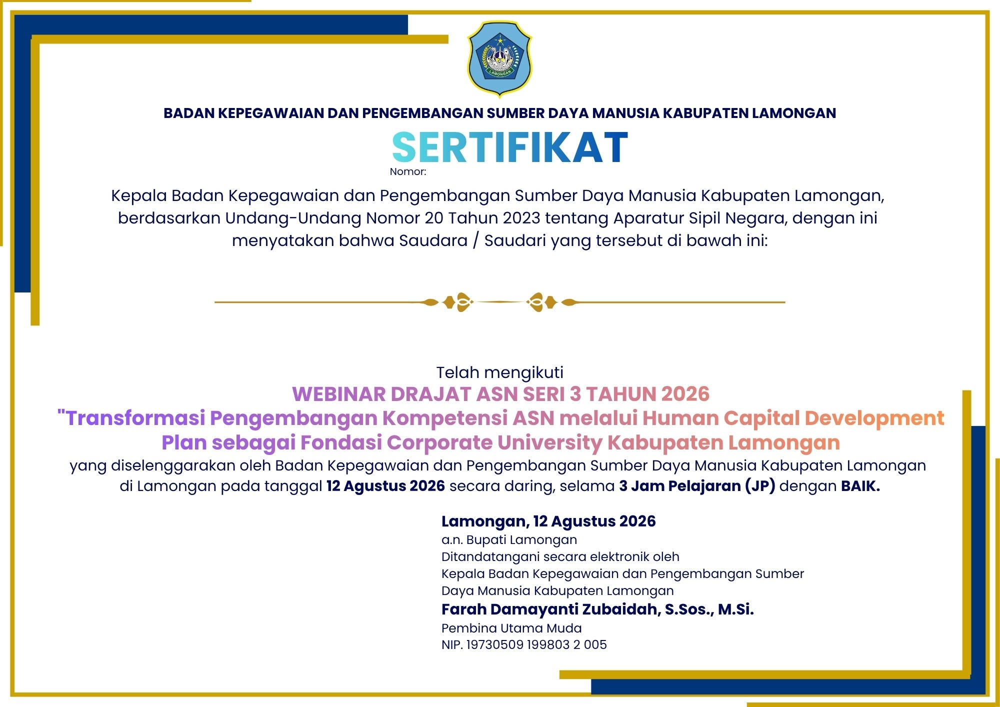 LAMONGAN
BADAN KEPEGAWAIAN DAN PENGEMBANGAN SUMBER DAYA MANUSIA KABUPATEN LAMONGAN
SERTIFIKAT
Nomor:
Kepala Badan Kepegawaian dan Pengembangan Sumber Daya Manusia Kabupaten Lamongan,
berdasarkan Undang-Undang Nomor 20 Tahun 2023 tentang Aparatur Sipil Negara, dengan ini
menyatakan bahwa Saudara / Saudari yang tersebut di bawah ini:
Telah mengikuti
WEBINAR DRAJAT ASN SERI 3 TAHUN 2026
"Transformasi Pengembangan Kompetensi ASN melalui Human Capital Development
Plan sebagai Fondasi Corporate University Kabupaten Lamongan
yang diselenggarakan oleh Badan Kepegawaian dan Pengembangan Sumber Daya Manusia Kabupaten Lamongan
di Lamongan pada tanggal 12 Agustus 2026 secara daring, selama 3 Jam Pelajaran (JP) dengan BAIK.
Lamongan, 12 Agustus 2026
a.n. Bupati Lamongan
Ditandatangani secara elektronik oleh
Kepala Badan Kepegawaian dan Pengembangan Sumber
Daya Manusia Kabupaten Lamongan
Farah Damayanti Zubaidah, S.Sos., M.Si.
Pembina Utama Muda
NIP. 19730509 199803 2 005